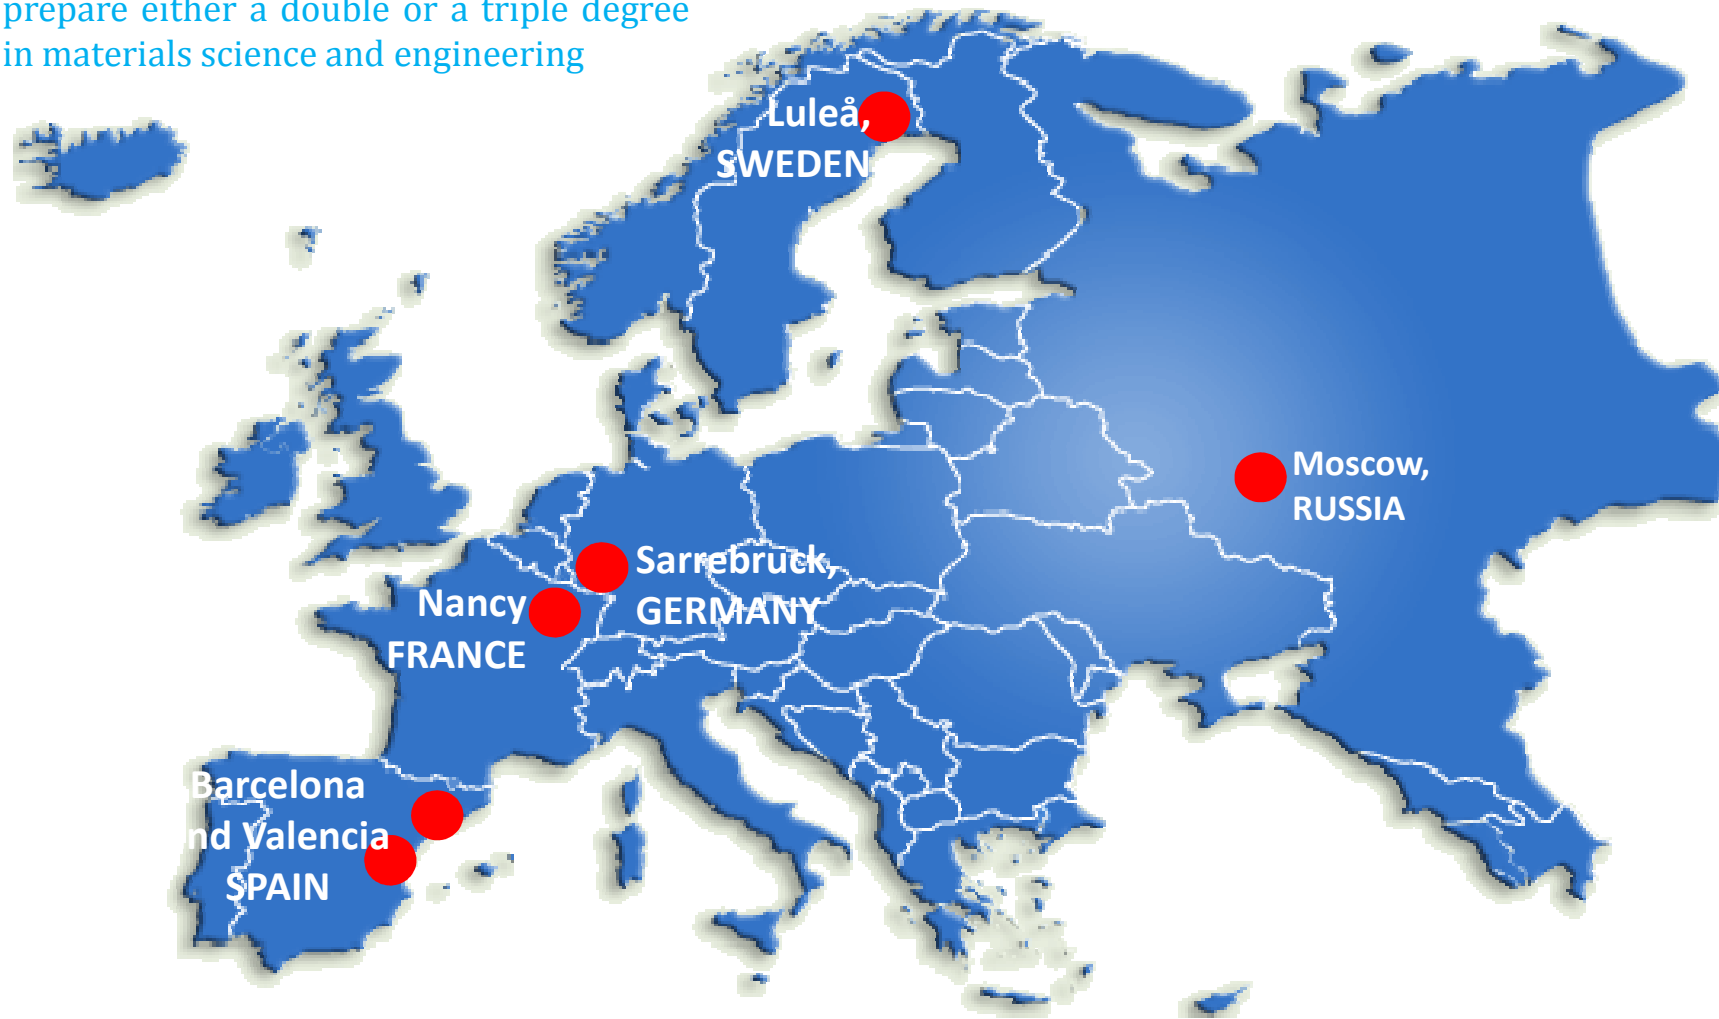 prepare either a double or a triple degree
in materials science and engineering
Luleå,
SWEDEN
Moscow,
RUSSIA
Sarrebruck,
GERMANY
Nancy
FRANCE
Barcelona
nd Valencia
SPAIN